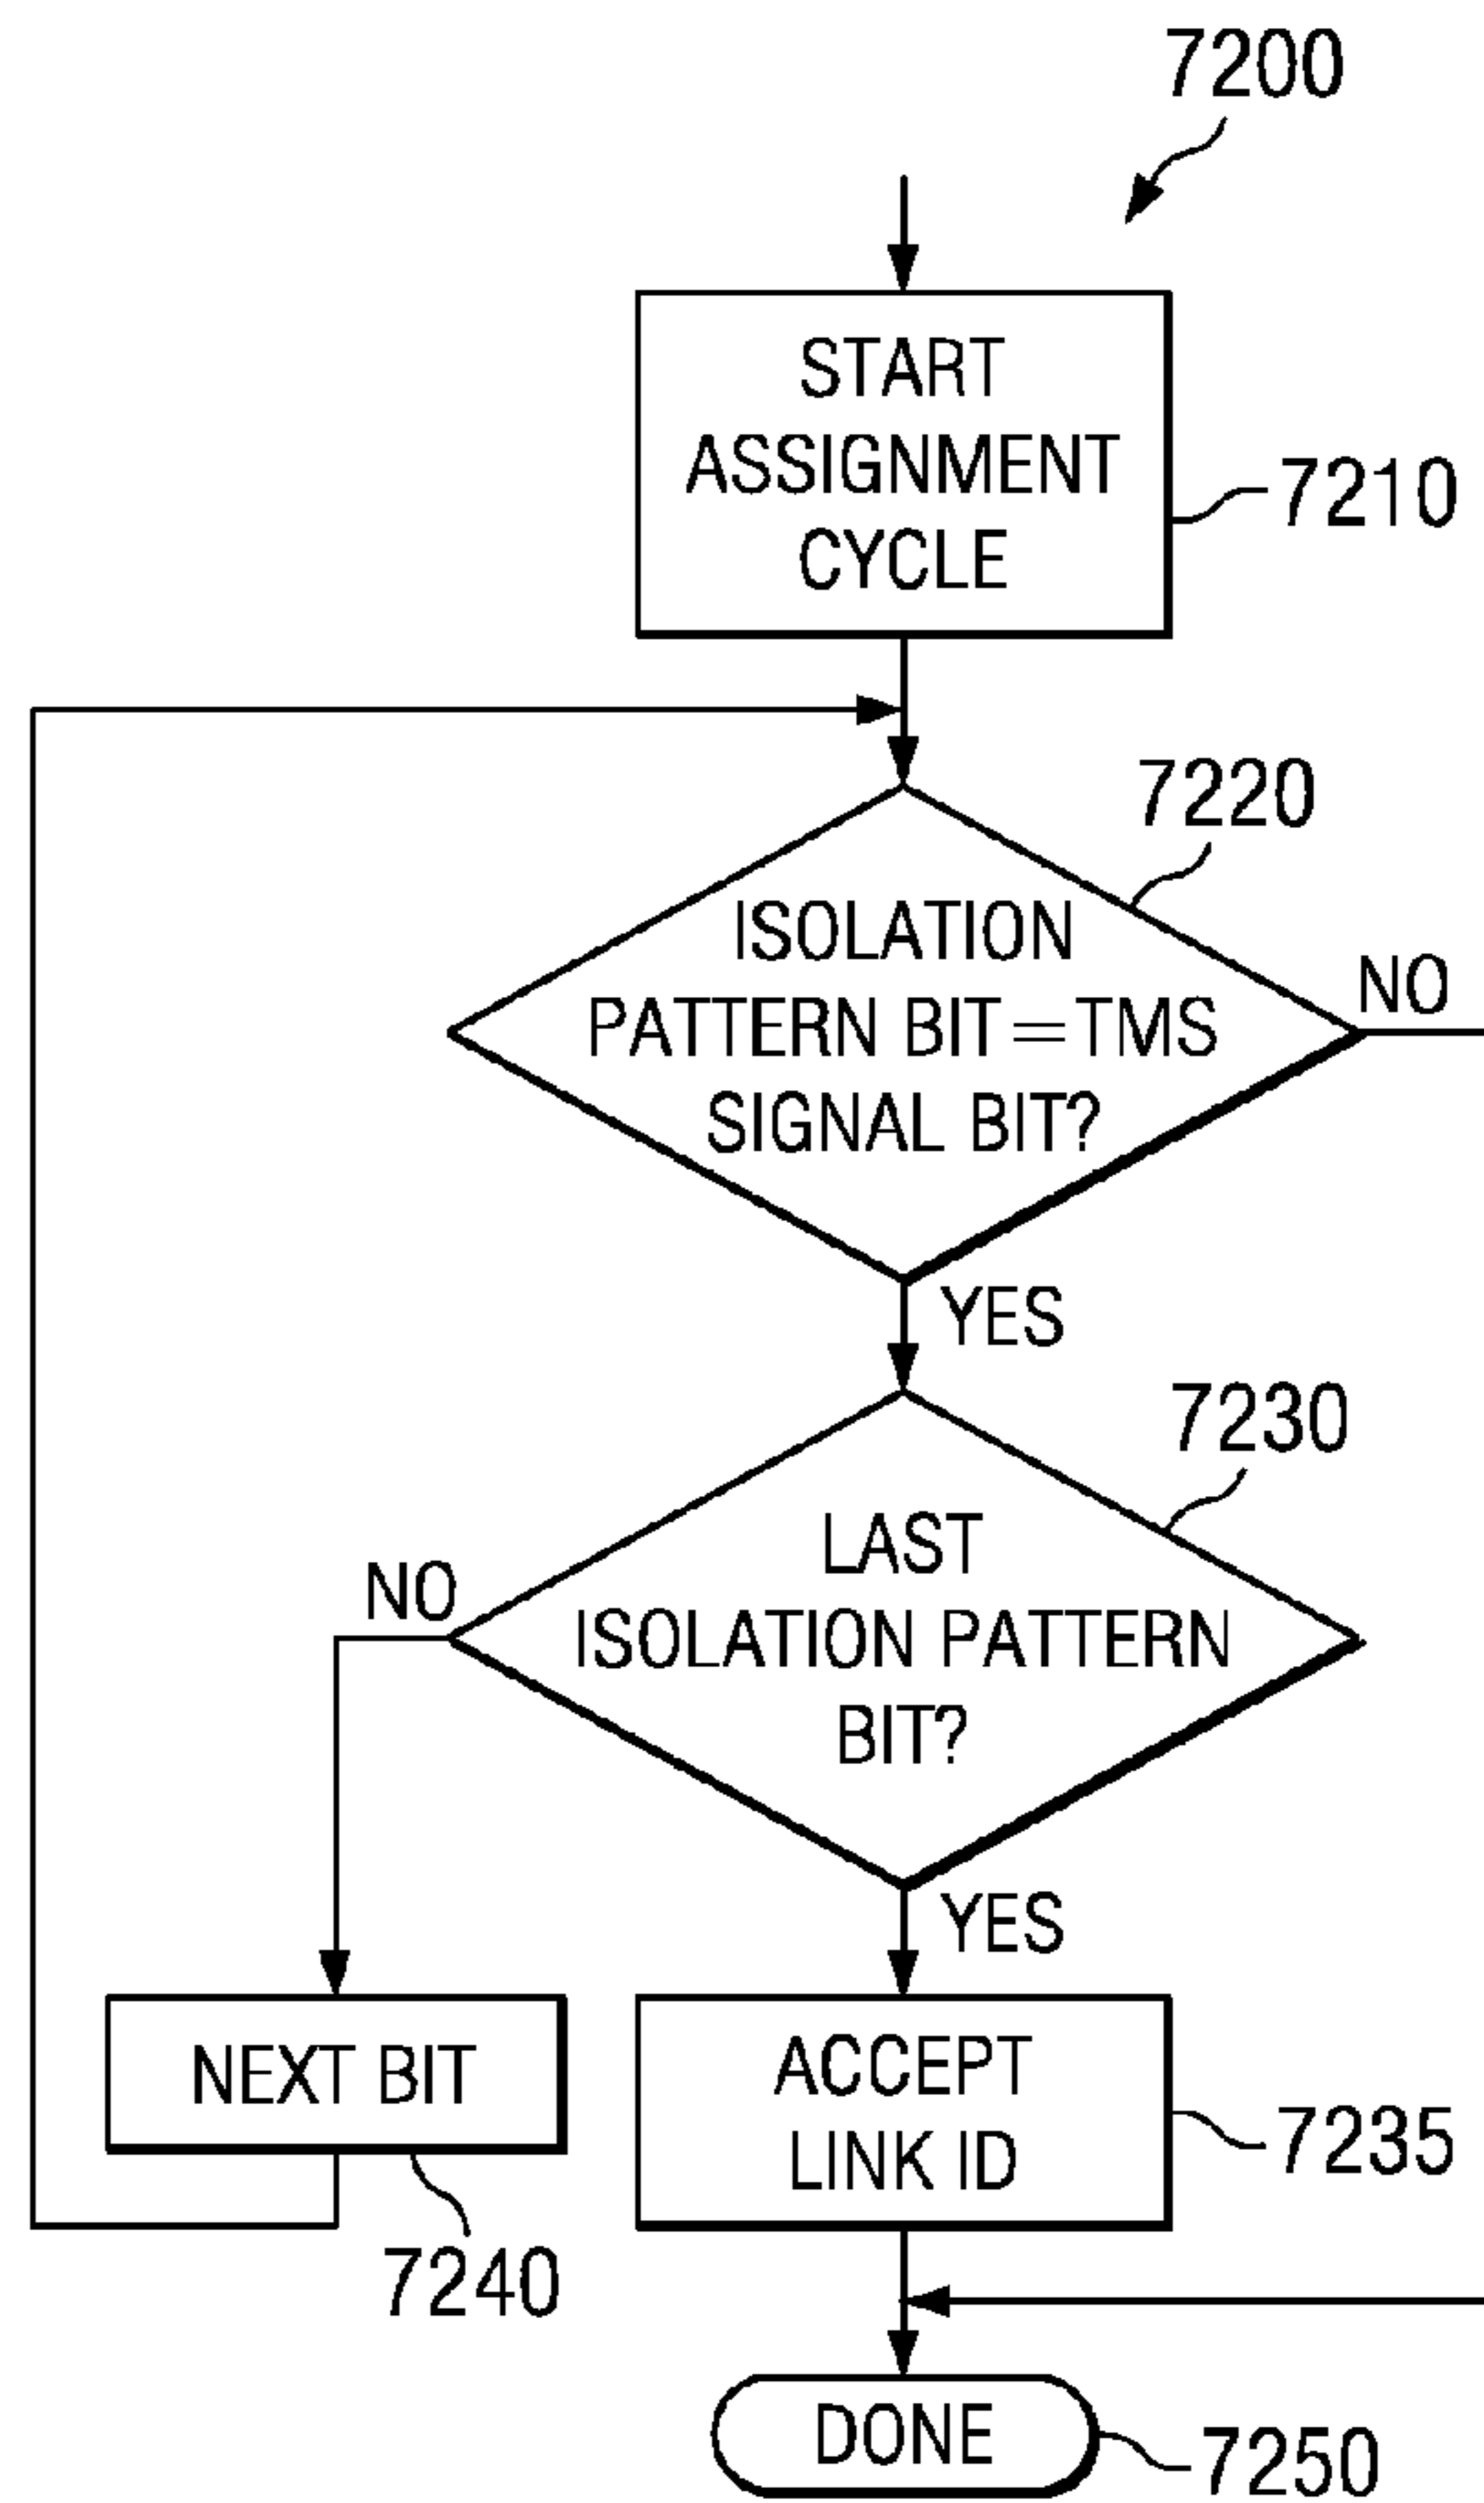 7200
START
ASSIGNMENT
CYCLE
7210
7220
ISOLATION
PATTERN BIT=TMS
SIGNAL BIT?
NO
YES
7230
LAST
ISOLATION PATTERN
BIT?
NO
YES
NEXT BIT
7240
ACCEPT
LINK ID
7235
DONE
7250